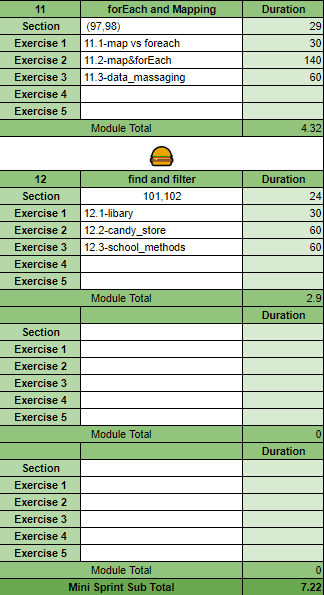 11 forEach and Mapping Duration
Section (97,98) 29
Exercise 1 11.1-map vs foreach 30
Exercise 2 11.2-map&forEach 140
Exercise 3 11.3-data_massaging 60
Exercise 4
Exercise 5
Module Total 4.32
12 find and filter Duration
Section 101,102 24
Exercise 1 12.1-libary 30
Exercise 2 12.2-candy_store 60
Exercise 3 12.3-school_methods 60
Exercise 4
Exercise 5
Module Total 2.9
Duration
Section
Exercise 1
Exercise 2
Exercise 3
Exercise 4
Exercise 5
Module Total 0
Duration
Section
Exercise 1
Exercise 2
Exercise 3
Exercise 4
Exercise 5
Module Total 0
Mini Sprint Sub Total 7.22